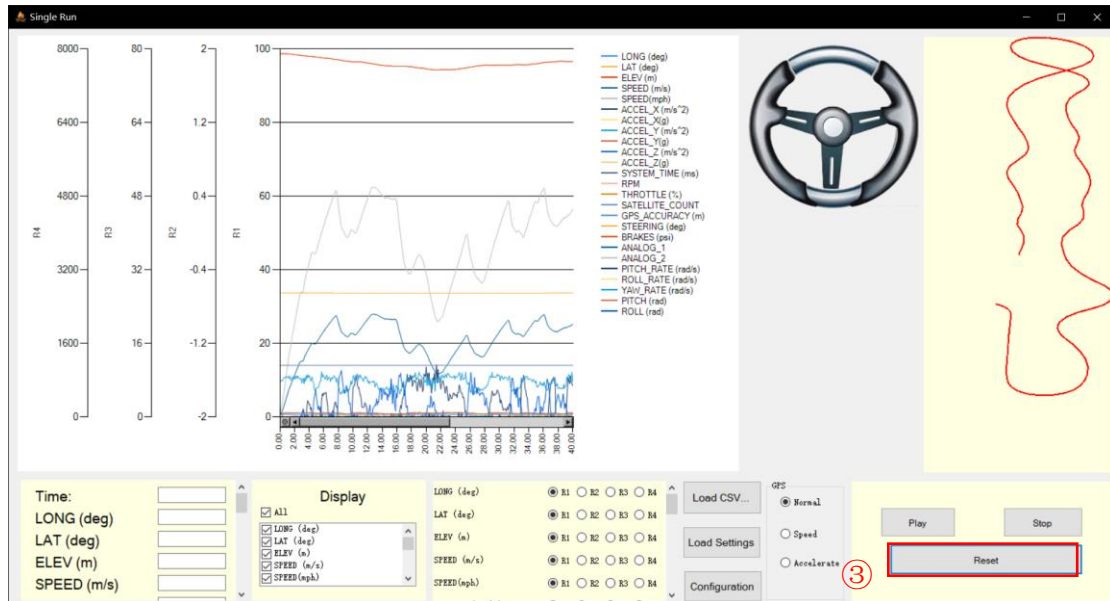 Single Run
R4
8000
6400
4800
3200
1600
0
R3
80
64
48
32
16
0
R2
2
1.2
0.4
-0.4
-1.2
-2
R1
100
80
60
40
20
0
0.00 2.00 4.00 6.00 8.00 10.00 12.00 14.00 16.00 18.00 20.00 22.00 24.00 26.00 28.00 30.00 32.00 34.00 36.00 38.00 40.00
LONG (deg)
LAT (deg)
ELEV (m)
SPEED (m/s)
SPEED(mph)
ACCEL_X (m/s^2)
ACCEL_X(g)
ACCEL_Y (m/s^2)
ACCEL_Y(g)
ACCEL_Z (m/s^2)
ACCEL_Z(g)
SYSTEM_TIME (ms)
RPM
THROTTLE (%)
SATELLITE_COUNT
GPS_ACCURACY (m)
STEERING (deg)
BRAKES (psi)
ANALOG_1
ANALOG_2
PITCH_RATE (rad/s)
ROLL_RATE (rad/s)
YAW_RATE (rad/s)
PITCH (rad)
ROLL (rad)
Time:
LONG (deg)
LAT (deg)
ELEV (m)
SPEED (m/s)
Display
All
LONG (deg)
LAT (deg)
ELEV (m)
SPEED (m/s)
SPEED(mph)
LONG (deg) R1 R2 R3 R4
LAT (deg) R1 R2 R3 R4
ELEV (m) R1 R2 R3 R4
SPEED (m/s) R1 R2 R3 R4
SPEED(mph) R1 R2 R3 R4
Load CSV...
Load Settings
Configuration
GPS
Normal
Speed
Accelerate
③
Play
Stop
Reset